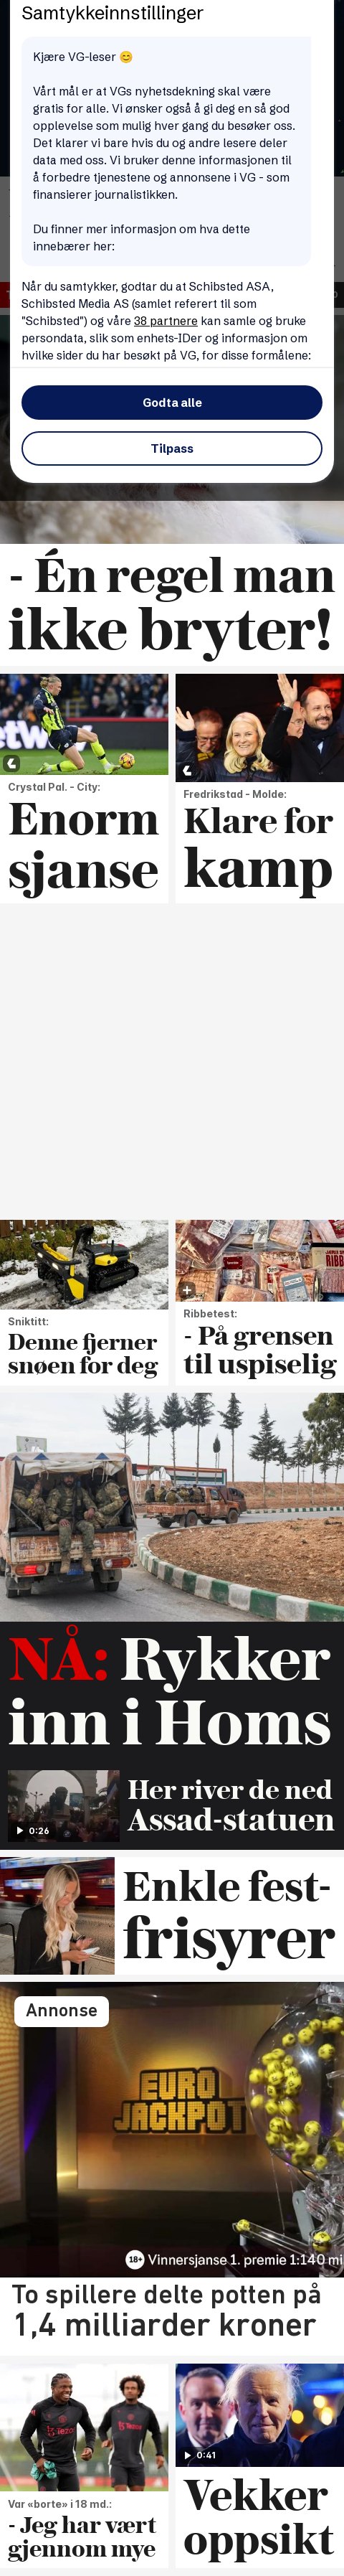 Samtykkeinnstillinger
Kjære VG-leser 😊
Vårt mål er at VGs nyhetsdekning skal være
gratis for alle. Vi ønsker også å gi deg en så god
opplevelse som mulig hver gang du besøker oss.
Det klarer vi bare hvis du og andre lesere deler
data med oss. Vi bruker denne informasjonen til
å forbedre tjenestene og annonsene i VG - som
finansierer journalistikken.
Du finner mer informasjon om hva dette
innebærer her:
Når du samtykker, godtar du at Schibsted ASA,
Schibsted Media AS (samlet referert til som
"Schibsted") og våre 38 partnere kan samle og bruke
persondata, slik som enhets-IDer og informasjon om
hvilke sider du har besøkt på VG, for disse formålene:
Godta alle
Tilpass
- Én regel man
ikke bryter!
Crystal Pal. - City:
Enorm
sjanse
Fredrikstad - Molde:
Klare for
kamp
Sniktitt:
Denne fjerner
snøen for deg
Ribbetest:
- På grensen
til uspiselig
NÅ: Rykker
inn i Homs
0:26
Her river de ned
Assad-statuen
Enkle fest-
frisyrer
Annonse
EURO
JACKPOT
18+ Vinnersjanse 1. premie 1:140 mi
To spillere delte potten på
1,4 milliarder kroner
Var «borte» i 18 md.:
- Jeg har vært
gjennom mye
0:41
Vekker
oppsikt